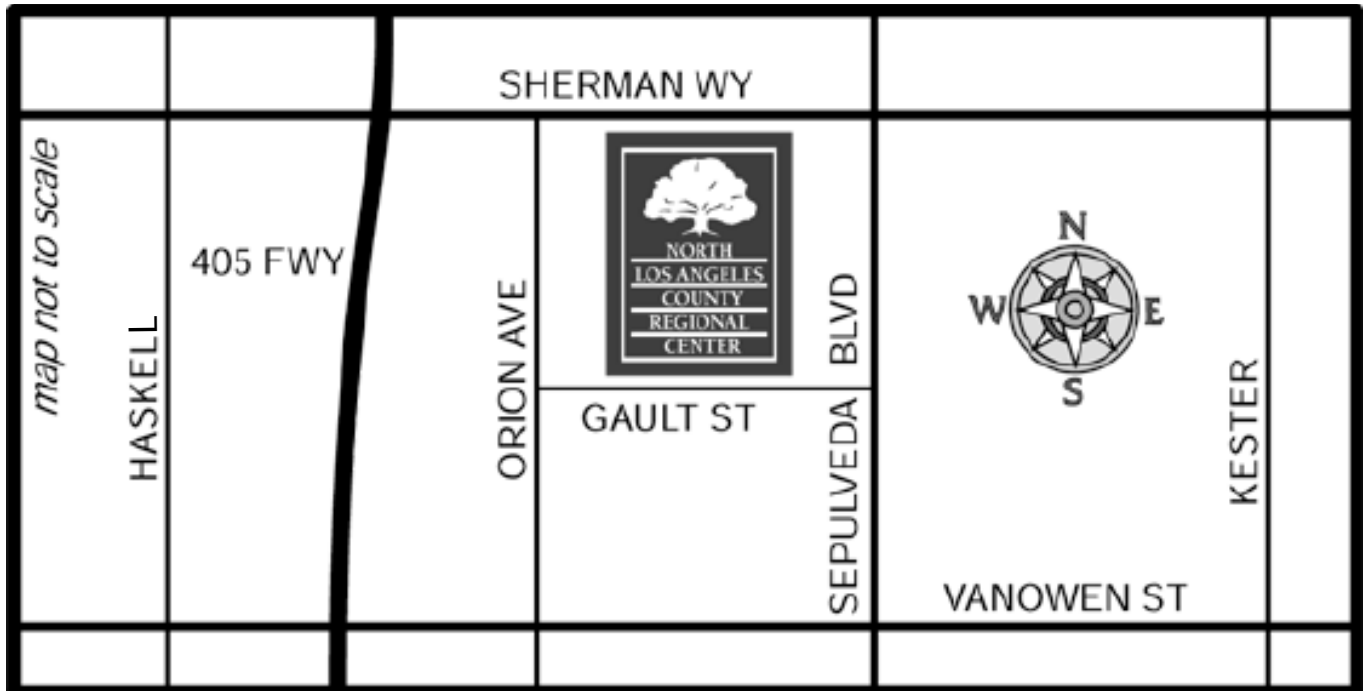 SHERMAN WY
map not to scale
405 FWY
HASKELL
ORION AVE
NORTH
LOS ANGELES
COUNTY
REGIONAL
CENTER
SEPULVEDA BLVD
GAULT ST
N
W
E
S
KESTER
VANOWEN ST